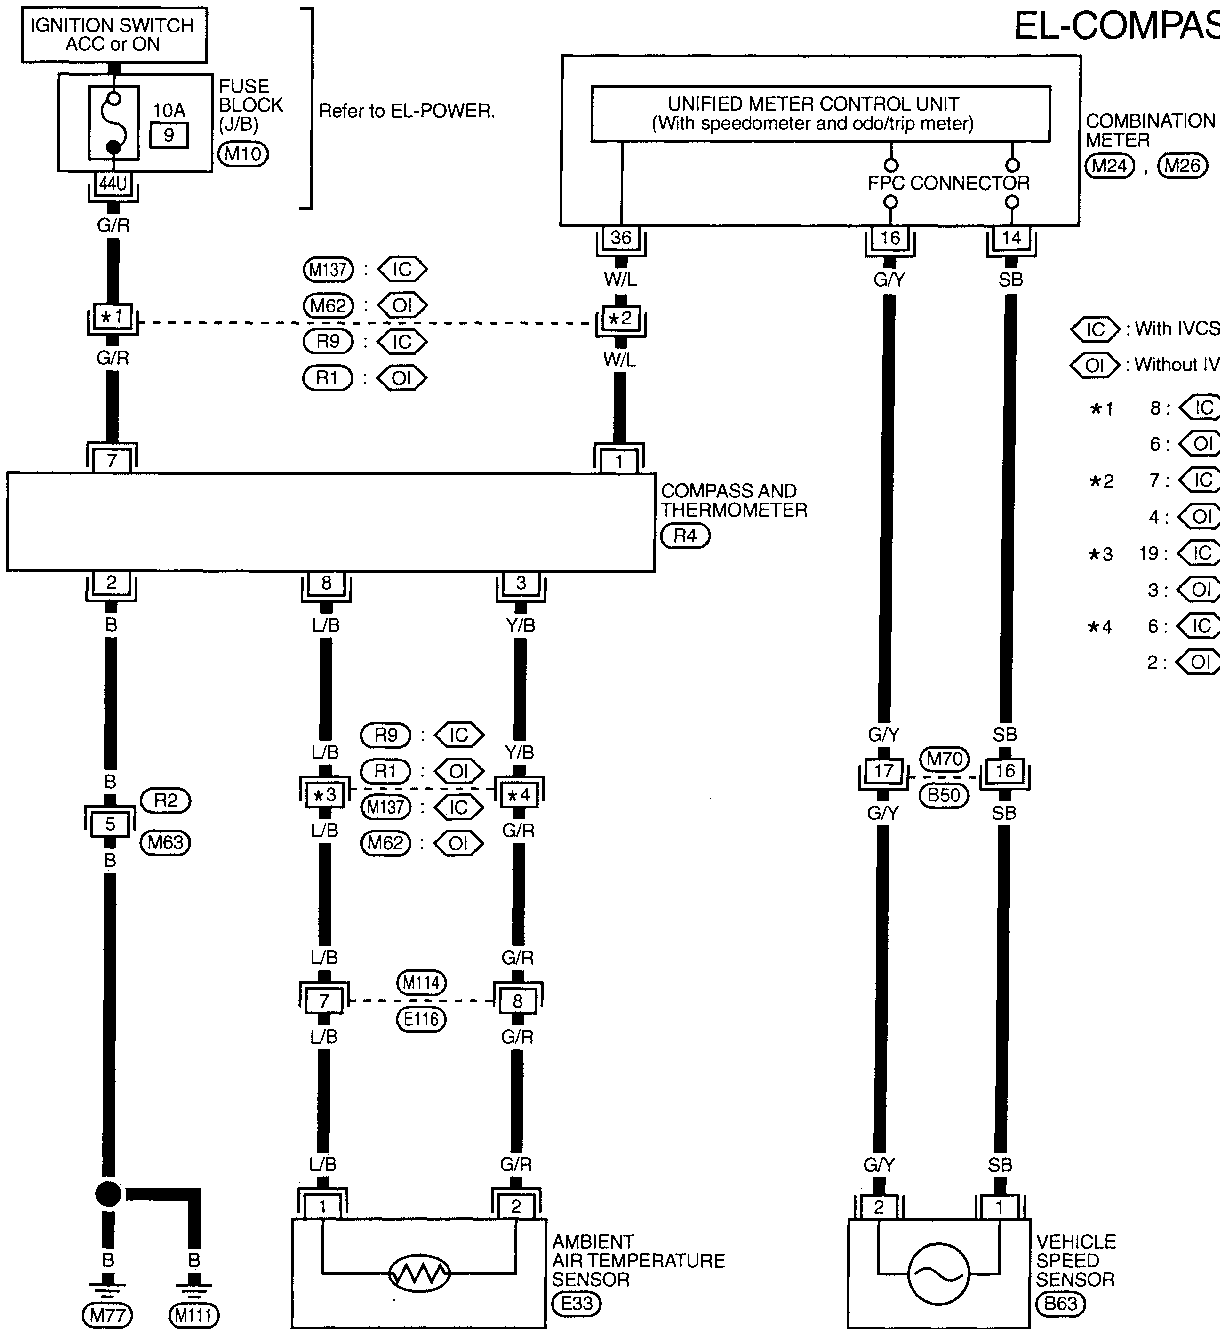 EL-COMPAS
IGNITION SWITCH
ACC or ON
10A
9
FUSE
BLOCK
(J/B)
M10
Refer to EL-POWER.
44U
G/R
UNIFIED METER CONTROL UNIT
(With speedometer and odo/trip meter)
FPC CONNECTOR
COMBINATION
METER
M24 , M26
36
16
14
W/L
G/Y
SB
M137 : IC
M62 : OI
R9 : IC
R1 : OI
*1
*2
G/R
W/L
IC : With IVCS
OI : Without IV
*1 8 : IC
6 : OI
*2 7 : IC
4 : OI
*3 19 : IC
3 : OI
*4 6 : IC
2 : OI
7
1
COMPASS AND
THERMOMETER
R4
2
8
3
B
L/B
Y/B
L/B
Y/B
R9 : IC
R1 : OI
M137 : IC
M62 : OI
*3
*4
L/B
G/R
G/Y
SB
17
M70
16
B50
G/Y
SB
B
5
R2
M63
B
L/B
G/R
7
M114
8
E116
L/B
G/R
L/B
G/R
G/Y
SB
1
2
2
1
B
B
M77
M111
AMBIENT
AIR TEMPERATURE
SENSOR
E33
VEHICLE
SPEED
SENSOR
B63